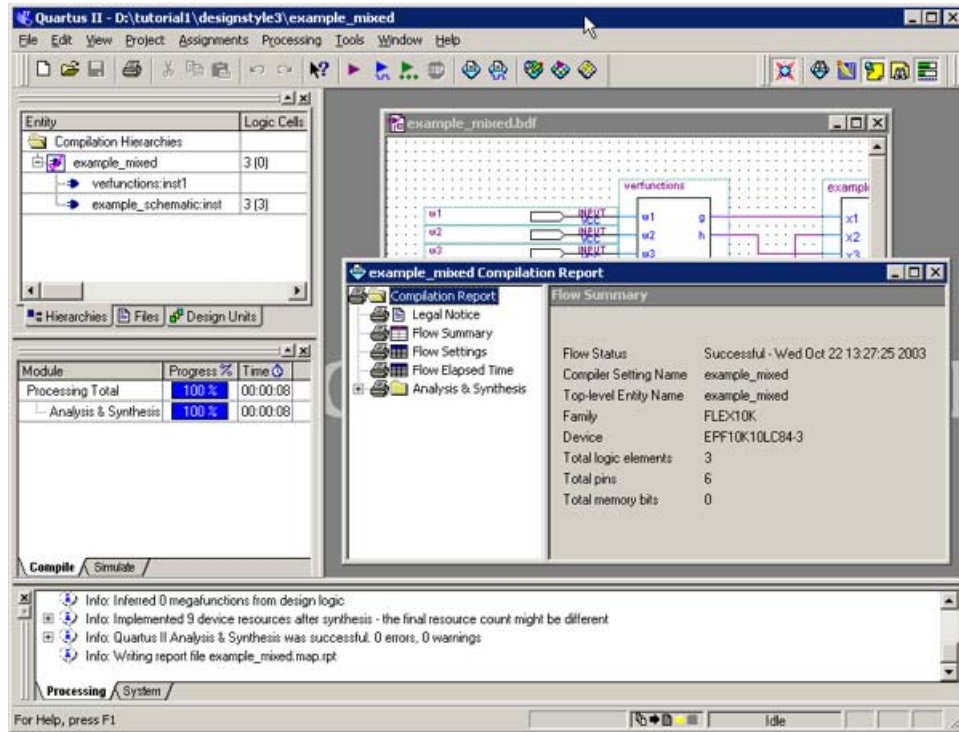 Quartus II - D:\tutorial1\designstyle3\example_mixed
File Edit View Project Assignments Processing Tools Window Help
Entity Logic Cells
Compilation Hierarchies
example_mixed 3 (0)
verfunctions:inst1
example_schematic:inst 3 (3)
Hierarchies Files Design Units
Module Progress % Time
Processing Total 100 % 00:00:08
Analysis & Synthesis 100 % 00:00:08
Compile Simulate
example_mixed.bdf
verfunctions exampl
w1 INPUT VCC w1 g x1
w2 INPUT VCC w2 h x2
w3 INPUT w3 x3
example_mixed Compilation Report
Compilation Report
Legal Notice
Flow Summary
Flow Settings
Flow Elapsed Time
Analysis & Synthesis
Flow Summary
Flow Status Successful - Wed Oct 22 13:27:25 2003
Compiler Setting Name example_mixed
Top-level Entity Name example_mixed
Family FLEX10K
Device EPF10K10LC84-3
Total logic elements 3
Total pins 6
Total memory bits 0
Info: Inferred 0 megafunctions from design logic
Info: Implemented 9 device resources after synthesis - the final resource count might be different
Info: Quartus II Analysis & Synthesis was successful. 0 errors, 0 warnings
Info: Writing report file example_mixed.map.rpt
Processing System
For Help, press F1 Idle